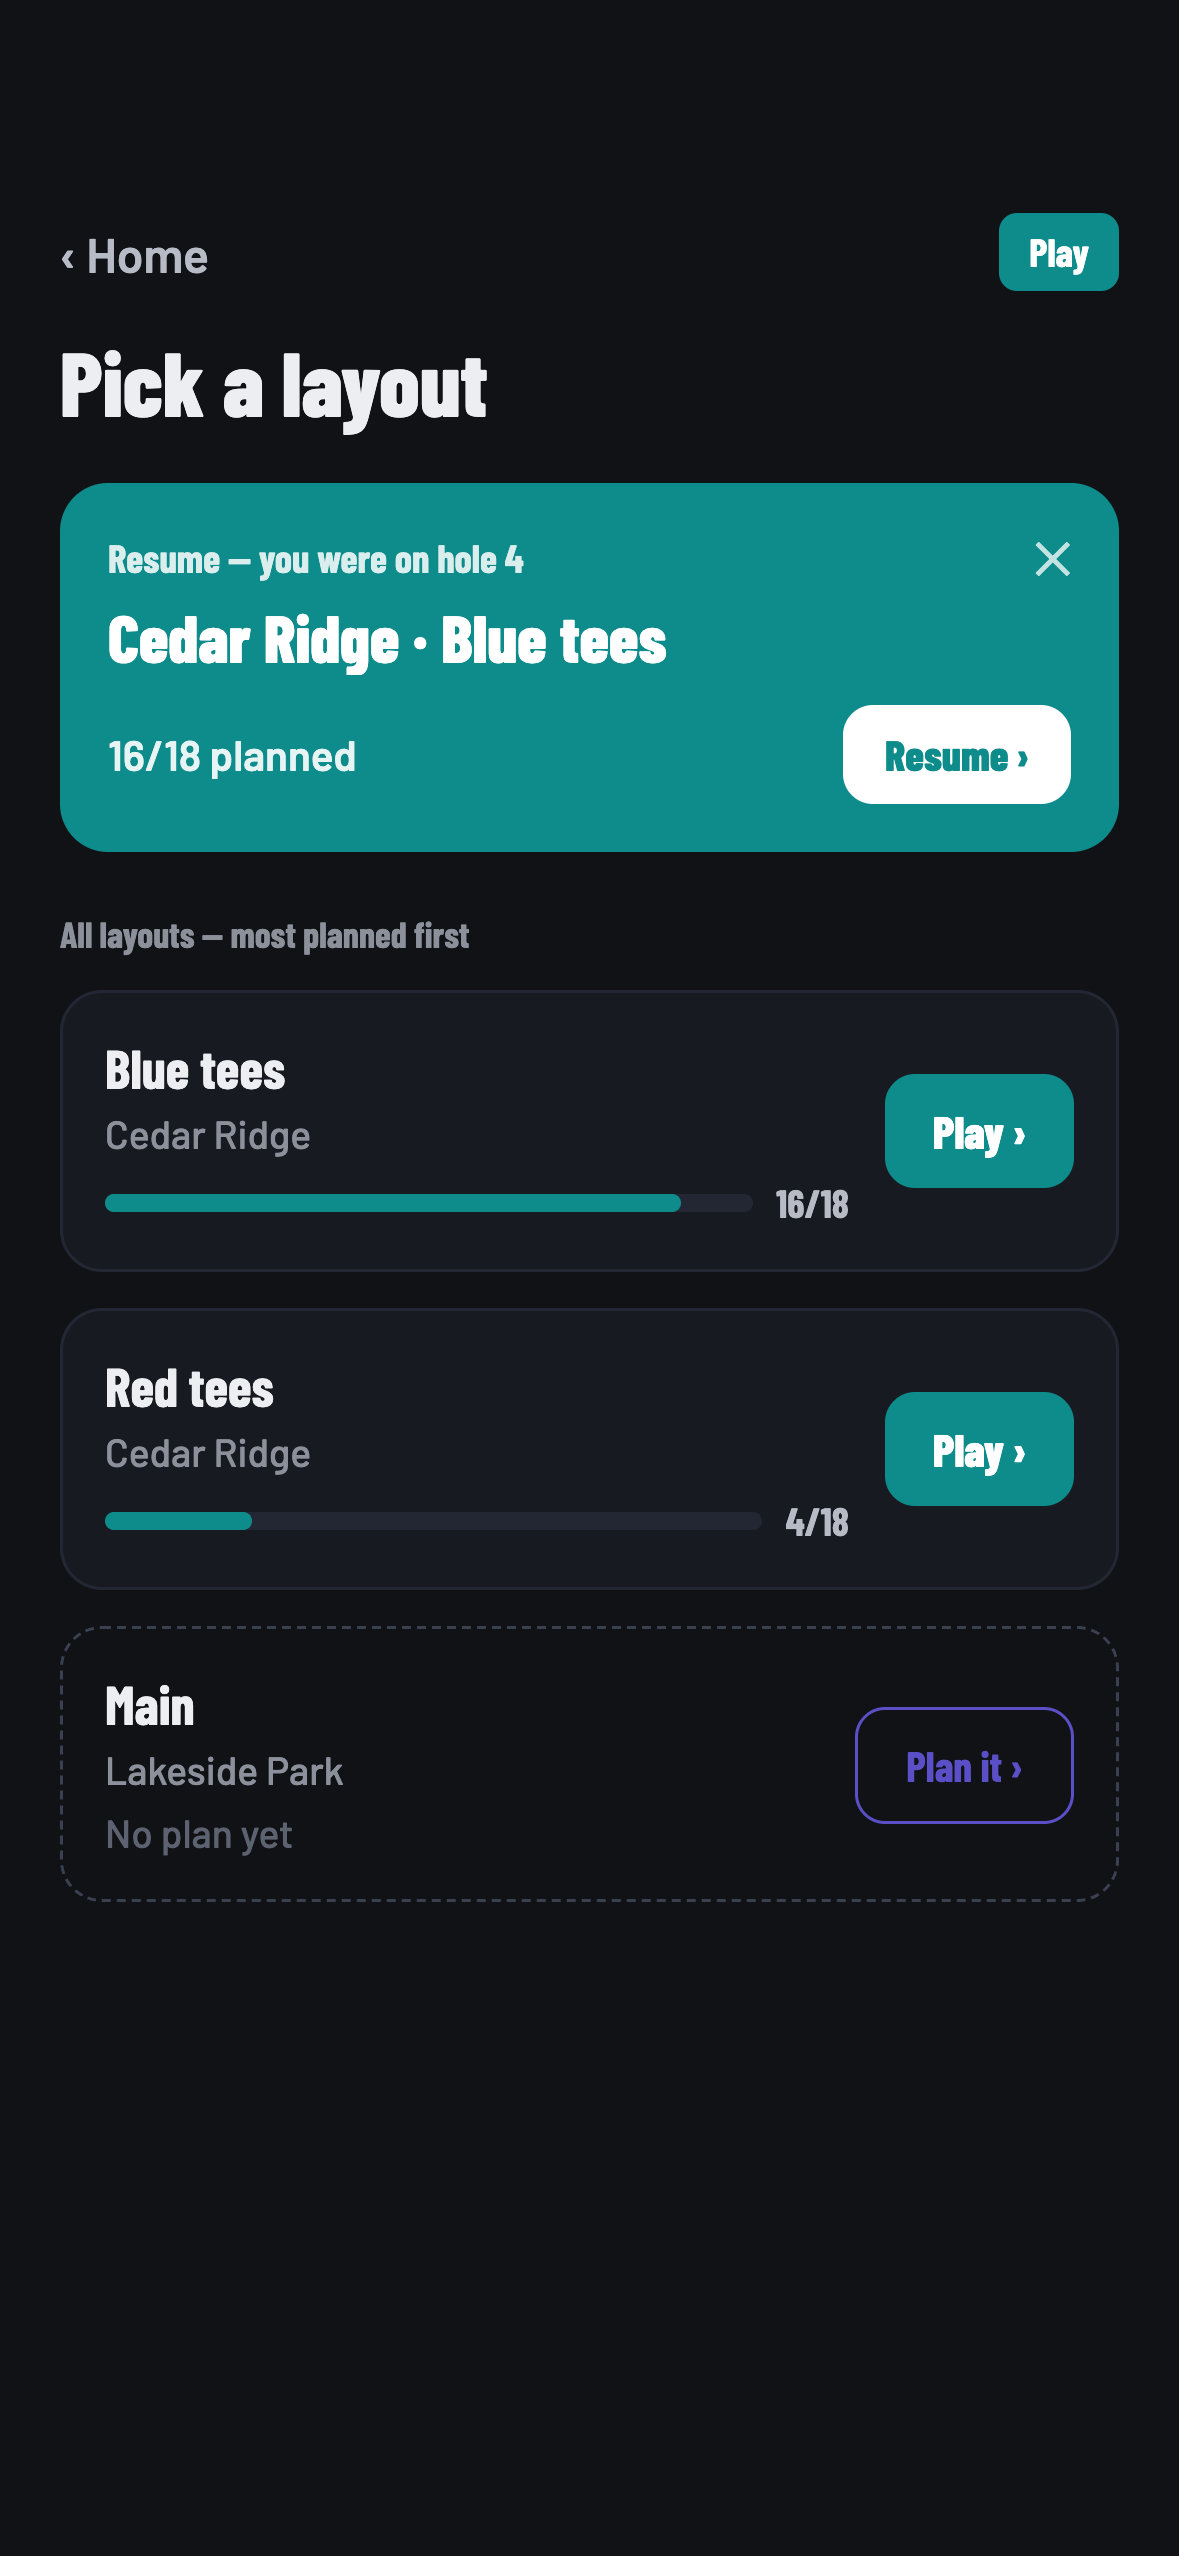 ‹ Home
Play
Pick a layout
Resume — you were on hole 4
Cedar Ridge · Blue tees
16/18 planned
Resume ›
All layouts — most planned first
Blue tees
Cedar Ridge
16/18
Play ›
Red tees
Cedar Ridge
4/18
Play ›
Main
Lakeside Park
No plan yet
Plan it ›